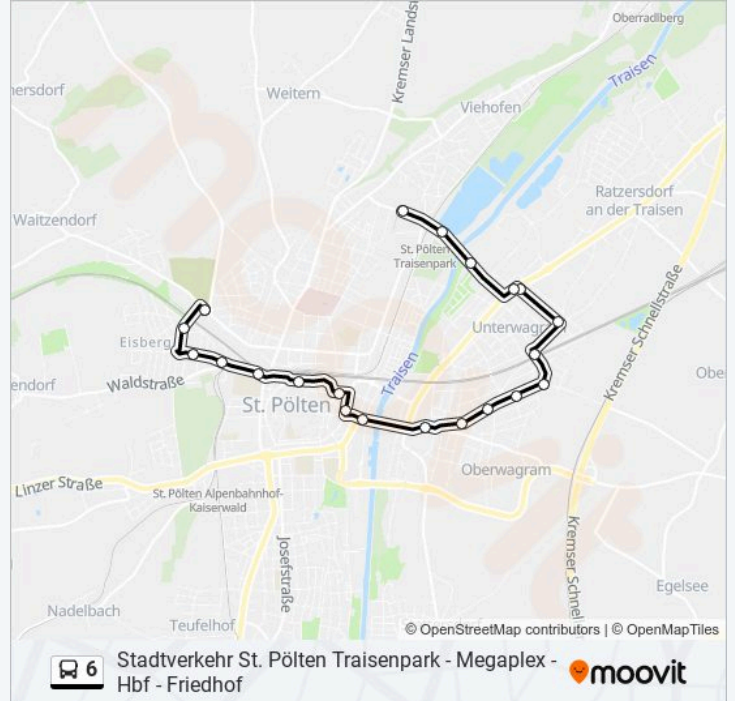 Oberradlberg
Kremser Lands
Traisen
ersdorf
Weitern
Viehofen
Ratzersdorf
an der Traisen
Waitzendorf
St. Pölten
Traisenpark
Kremser Schnellstraße
Unterwagr
Eisberg
Traisen
endorf
Waldstraße
Obe
St. Pölten
Oberwagram
Linzer Straße
St. Pölten Alpenbahnhof-
Kaiserwald
Josefstraße
Kremser Schnell
Egelsee
Nadelbach
Teufelhof
© OpenStreetMap contributors | © OpenMapTiles
6 Stadtverkehr St. Pölten Traisenpark - Megaplex -
Hbf - Friedhof
moovit